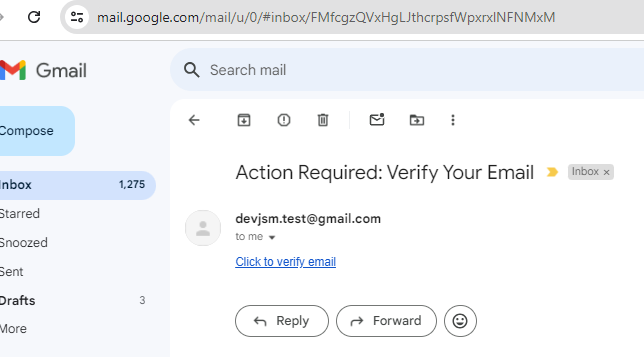 mail.google.com/mail/u/0/#inbox/FMfcgzQVxHgLJthcrpsfWpxrxlNFNMxM
Gmail
Search mail
Compose
Inbox 1,275
Starred
Snoozed
Sent
Drafts 3
More
Action Required: Verify Your Email
Inbox ×
devjsm.test@gmail.com
to me
Click to verify email
Reply
Forward